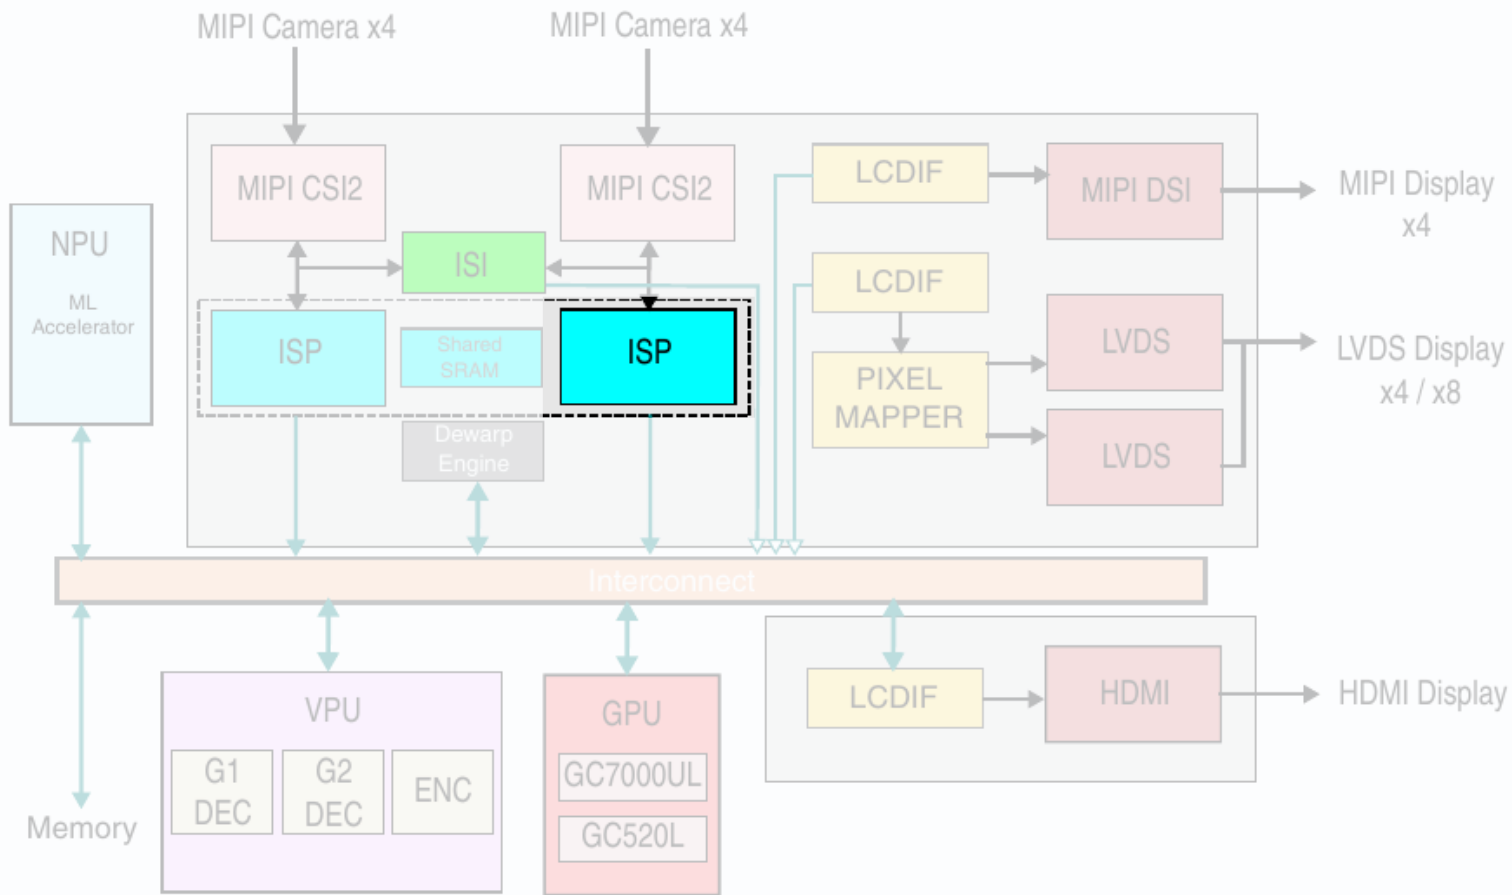 MIPI Camera x4
MIPI Camera x4
MIPI CSI2
MIPI CSI2
LCDIF
MIPI DSI
MIPI Display
x4
NPU
ML
Accelerator
ISI
LCDIF
ISP
Shared
SRAM
ISP
PIXEL
MAPPER
LVDS
LVDS
LVDS Display
x4 / x8
Dewarp
Engine
Interconnect
VPU
G1
DEC
G2
DEC
ENC
GPU
GC7000UL
GC520L
LCDIF
HDMI
HDMI Display
Memory